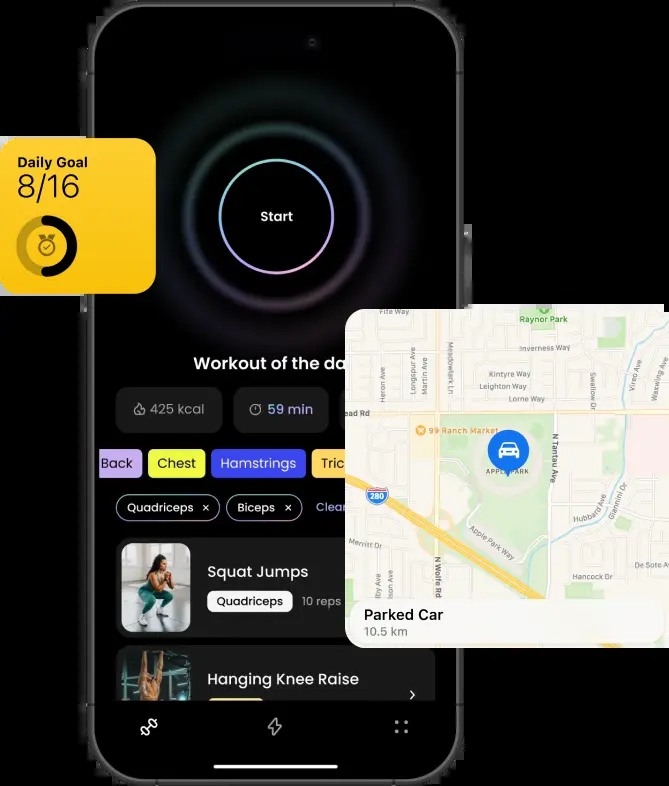 Daily Goal
8/16
Start
Workout of the da
425 kcal
59 min
Back
Chest
Hamstrings
Tric
Quadriceps ×
Biceps ×
Clear
Squat Jumps
Quadriceps
10 reps
Hanging Knee Raise
Fife Way
Raynor Park
Inverness Way
Heron Ave
Longspur Ave
Martin Ave
Meadowlark Ln
Kintyre Way
Leighton Way
Lorne Way
Swallow Dr
Vireo Ave
Waxwing Ave
ead Rd
99 Ranch Market
APPLE PARK
N Tantau Ave
280
Apple Park Way
Hubbard Ave
Giannini Dr
Merritt Dr
N Wolfe Rd
Hancock Dr
De Soto Av
Parked Car
10.5 km